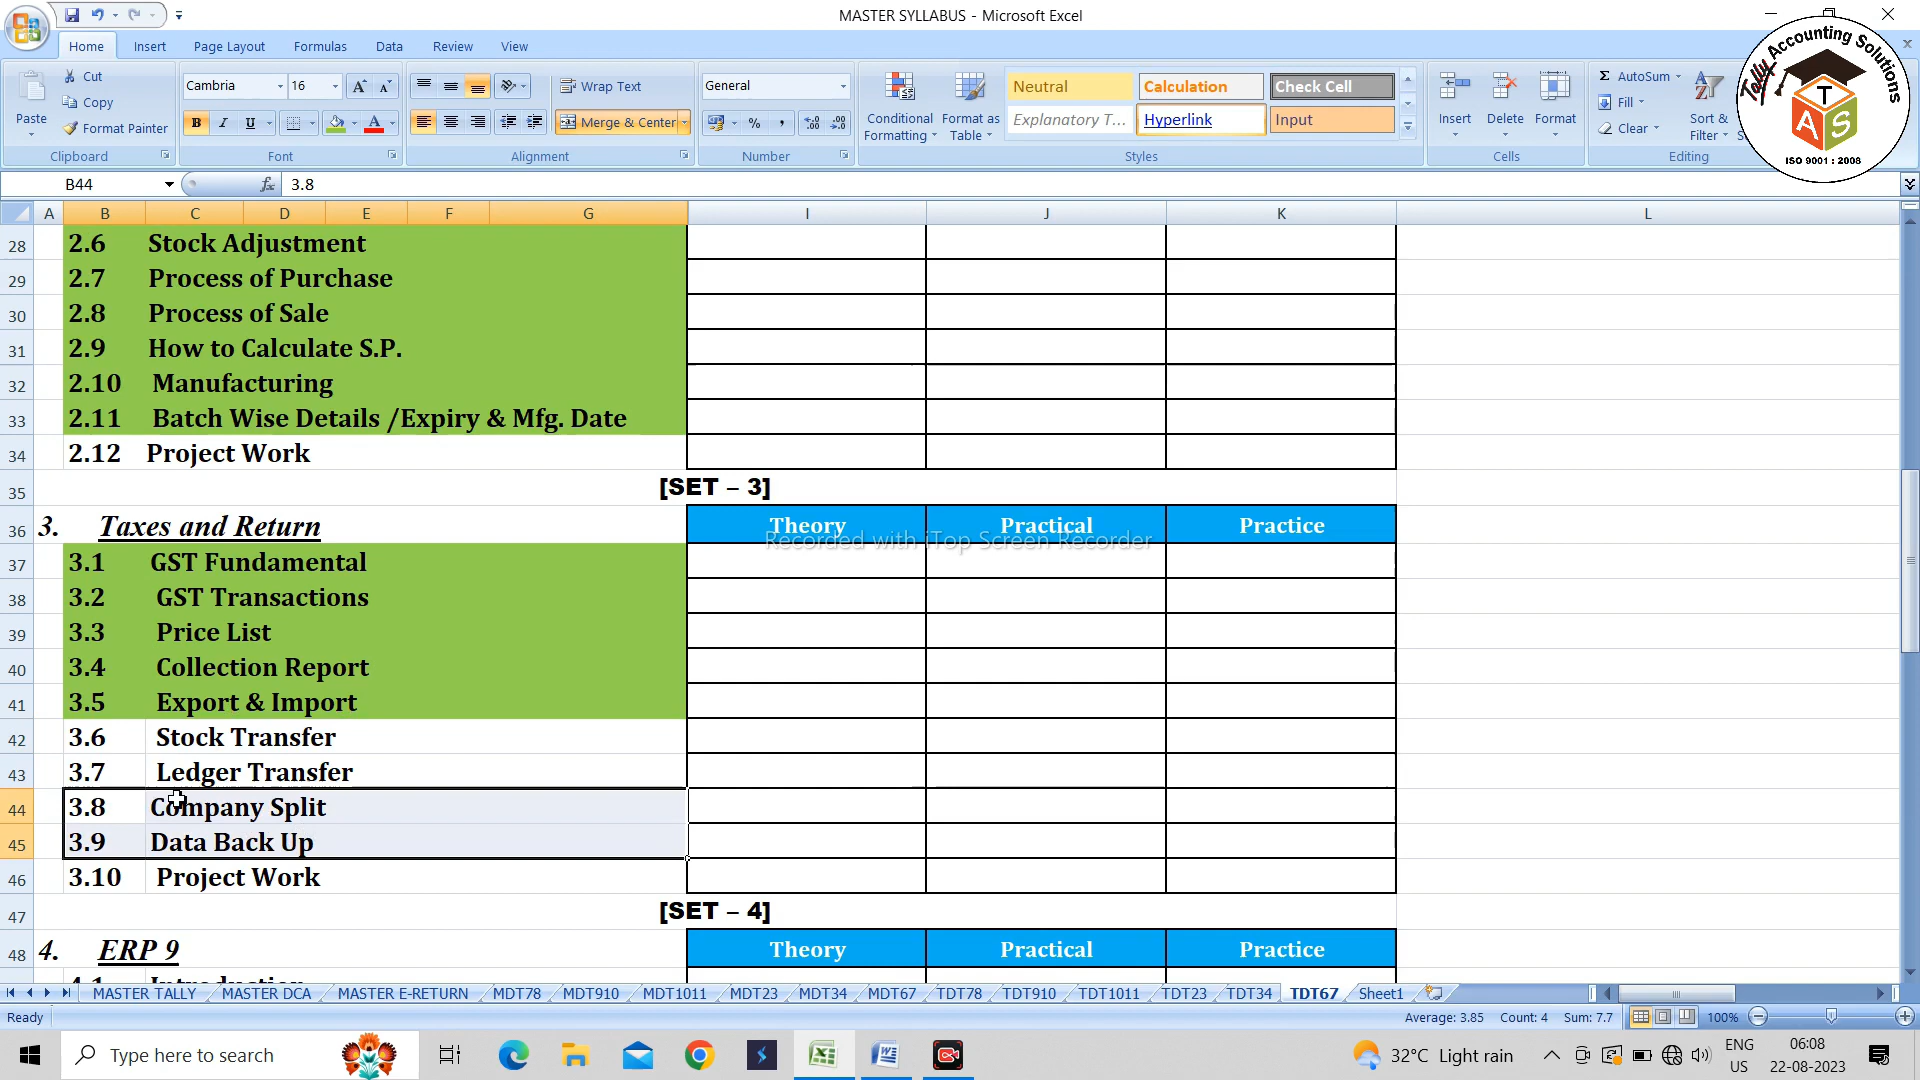 MASTER SYLLABUS - Microsoft Excel
Home Insert Page Layout Formulas Data Review View
Paste
Cut
Copy
Format Painter
Clipboard
Cambria 16
B I U
Font
Wrap Text
Merge & Center
Alignment
General
Number
Conditional Formatting
Format as Table
Neutral Calculation Check Cell
Explanatory T... Hyperlink Input
Styles
Insert Delete Format
Cells
AutoSum
Fill
Clear
Sort & Filter
Editing
Tally Accounting Solutions
T A S
ISO 9001 : 2008
B44 fx 3.8
A B C D E F G I J K L
28 2.6 Stock Adjustment
29 2.7 Process of Purchase
30 2.8 Process of Sale
31 2.9 How to Calculate S.P.
32 2.10 Manufacturing
33 2.11 Batch Wise Details /Expiry & Mfg. Date
34 2.12 Project Work
35 [SET – 3]
36 3. Taxes and Return Theory Practical Practice
Recorded with iTop Screen Recorder
37 3.1 GST Fundamental
38 3.2 GST Transactions
39 3.3 Price List
40 3.4 Collection Report
41 3.5 Export & Import
42 3.6 Stock Transfer
43 3.7 Ledger Transfer
44 3.8 Company Split
45 3.9 Data Back Up
46 3.10 Project Work
47 [SET – 4]
48 4. ERP 9 Theory Practical Practice
4.1 Introduction
MASTER TALLY MASTER DCA MASTER E-RETURN MDT78 MDT910 MDT1011 MDT23 MDT34 MDT67 TDT78 TDT910 TDT1011 TDT23 TDT34 TDT67 Sheet1
Ready Average: 3.85 Count: 4 Sum: 7.7 100%
Type here to search
32°C Light rain
ENG
US
06:08
22-08-2023